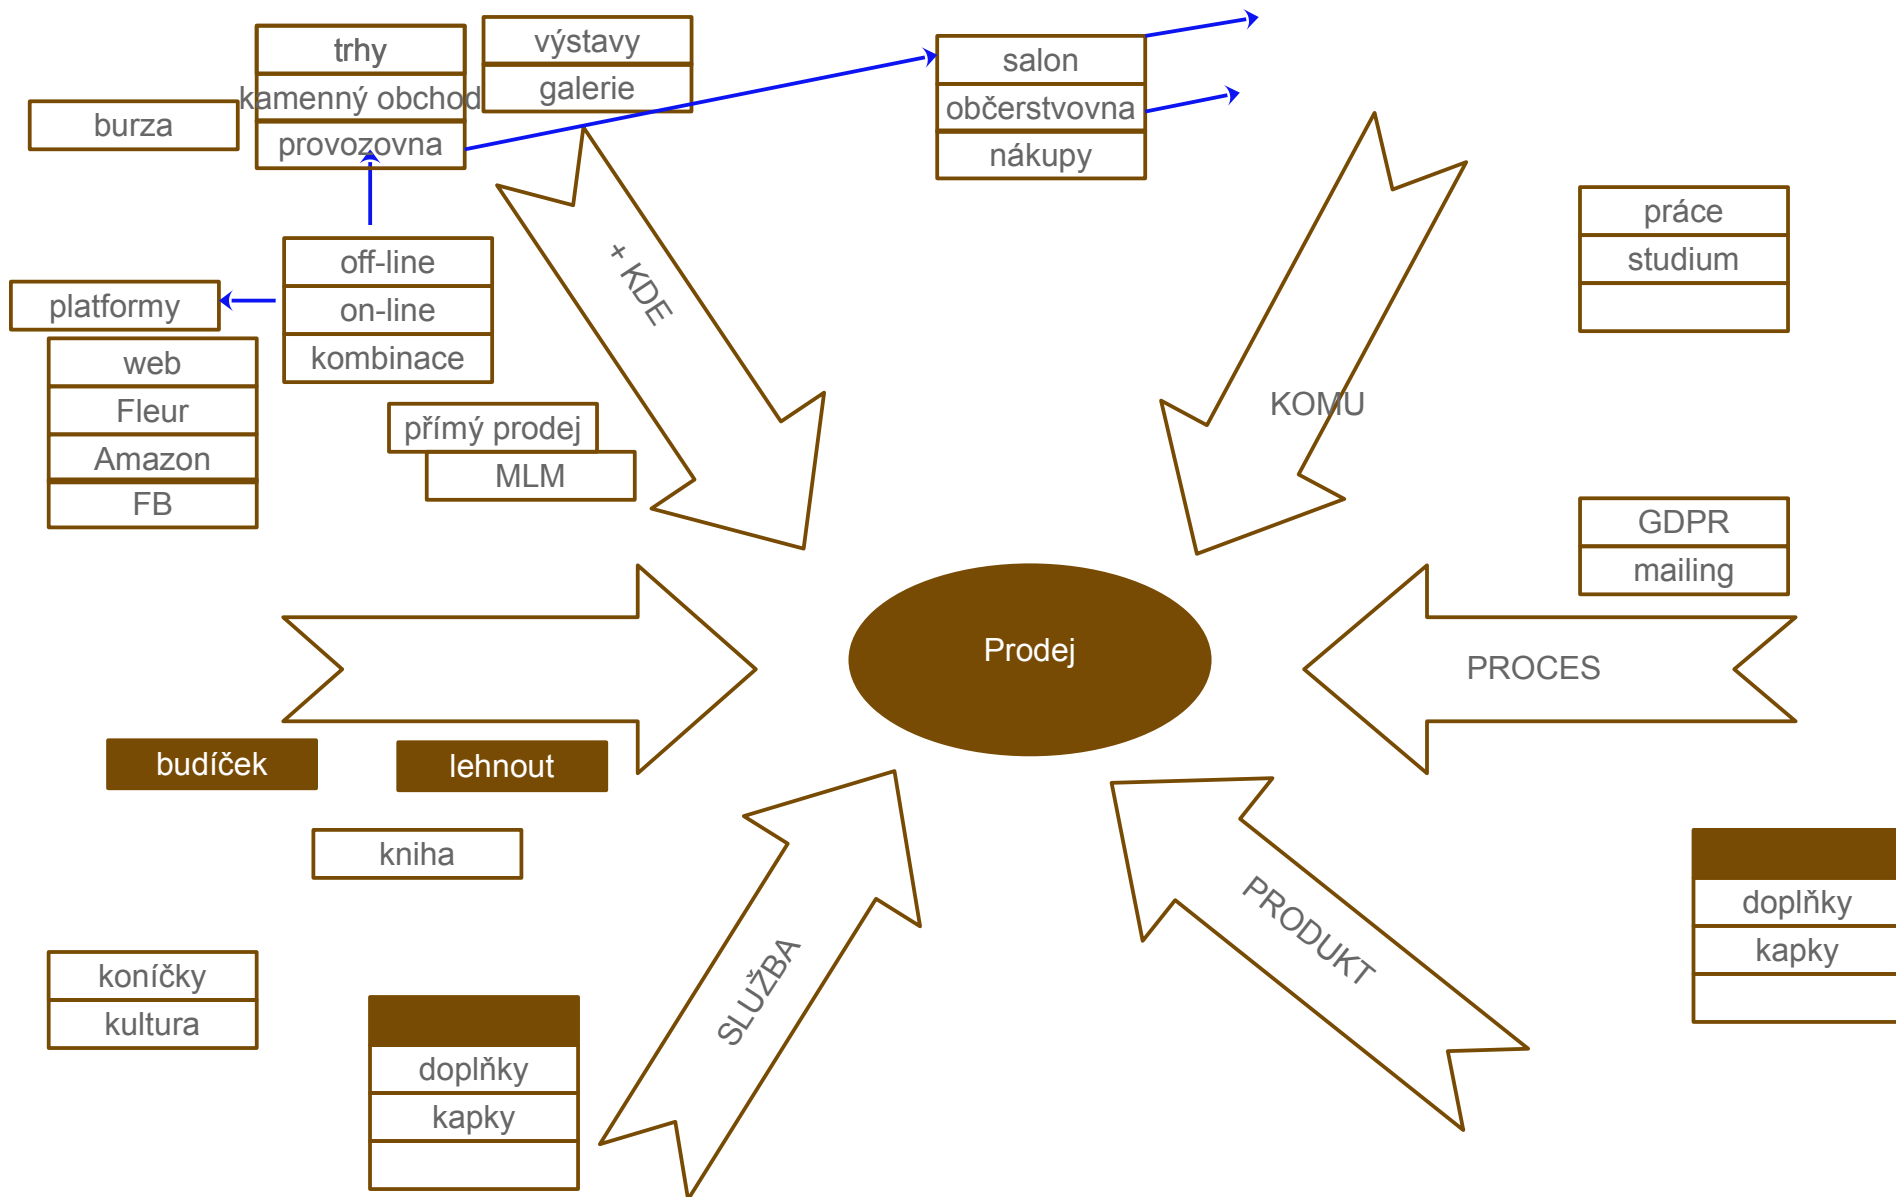 trhy
kamenný obchod
provozovna
výstavy
galerie
burza
salon
občerstvovna
nákupy
práce
studium
off-line
on-line
kombinace
platformy
web
Fleur
Amazon
FB
přímý prodej
MLM
+ KDE
KOMU
GDPR
mailing
Prodej
PROCES
budíček
lehnout
kniha
koníčky
kultura
doplňky
kapky
SLUŽBA
PRODUKT
doplňky
kapky